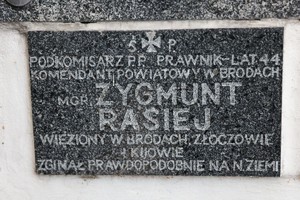 Ś P.
PODKOMISARZ P.P. PRAWNIK-LAT 44
KOMENDANT POWIATOWY W BRODACH
MGR. ZYGMUNT
RASIEJ
WIĘZIONY W BRODACH, ZŁOCZOWIE
I KIJOWIE
ZGINĄŁ PRAWDOPODOBNIE NA N. ZIEMI